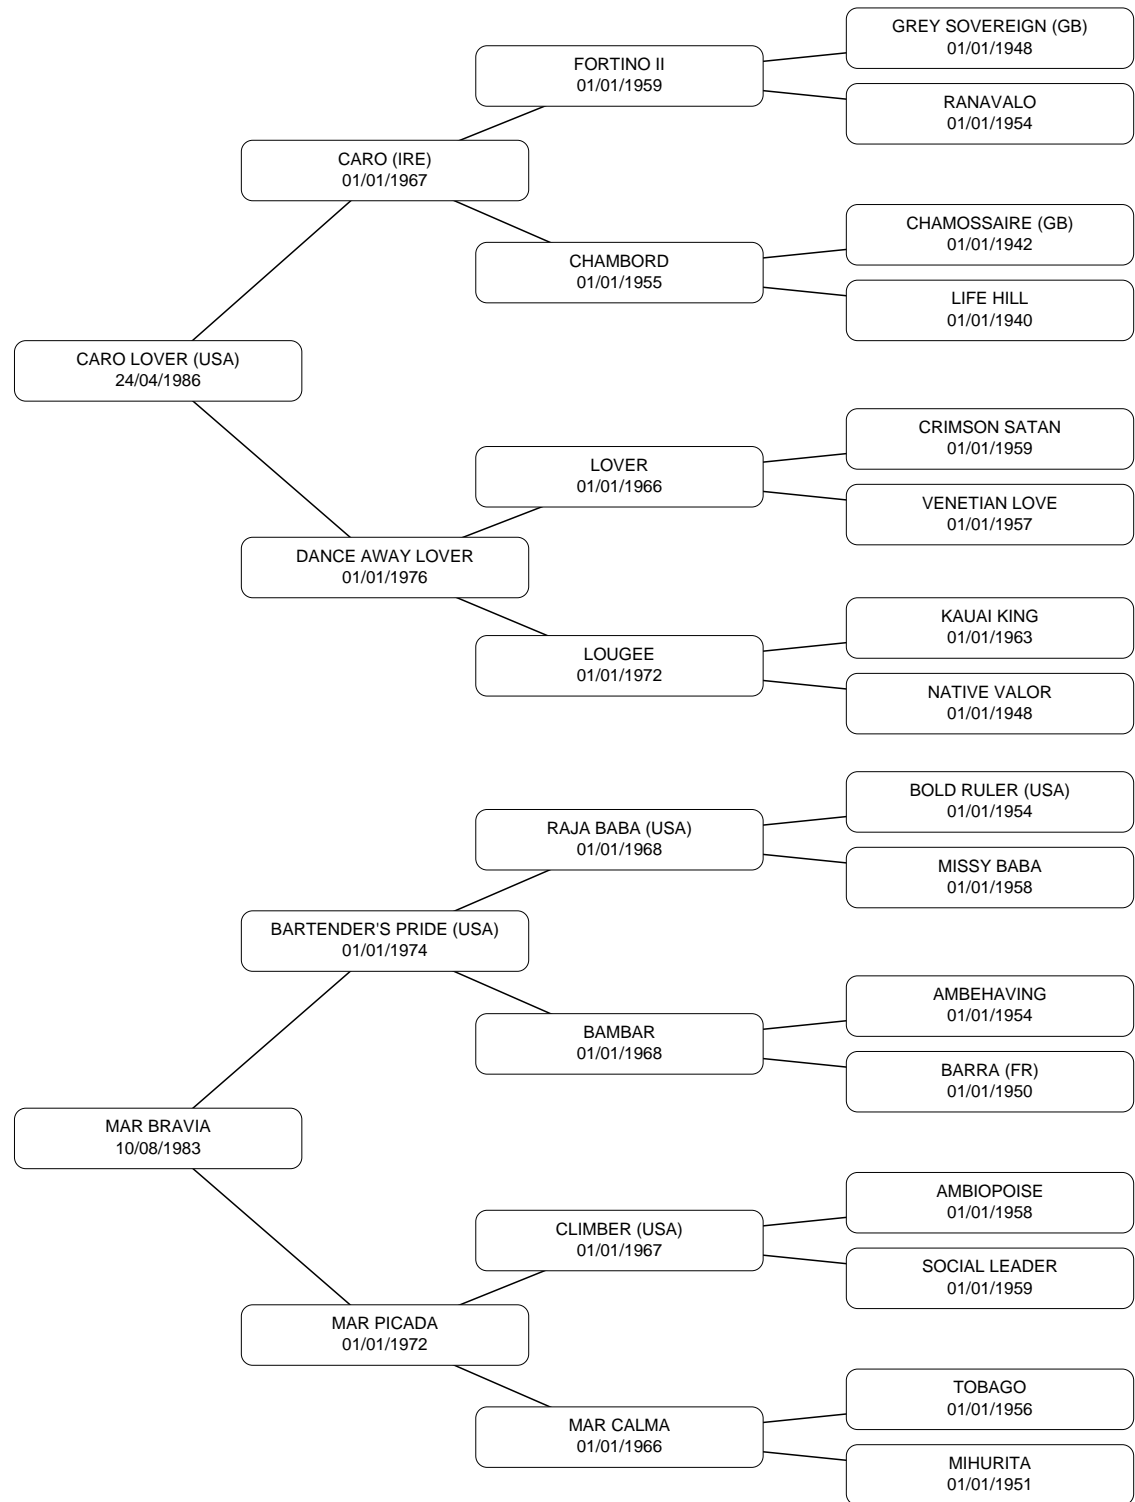 GREY SOVEREIGN (GB)
01/01/1948
FORTINO II
01/01/1959
RANAVALO
01/01/1954
CARO (IRE)
01/01/1967
CHAMOSSAIRE (GB)
01/01/1942
CHAMBORD
01/01/1955
LIFE HILL
01/01/1940
CARO LOVER (USA)
24/04/1986
CRIMSON SATAN
01/01/1959
LOVER
01/01/1966
VENETIAN LOVE
01/01/1957
DANCE AWAY LOVER
01/01/1976
KAUAI KING
01/01/1963
LOUGEE
01/01/1972
NATIVE VALOR
01/01/1948
BOLD RULER (USA)
01/01/1954
RAJA BABA (USA)
01/01/1968
MISSY BABA
01/01/1958
BARTENDER'S PRIDE (USA)
01/01/1974
AMBEHAVING
01/01/1954
BAMBAR
01/01/1968
BARRA (FR)
01/01/1950
MAR BRAVIA
10/08/1983
AMBIOPOISE
01/01/1958
CLIMBER (USA)
01/01/1967
SOCIAL LEADER
01/01/1959
MAR PICADA
01/01/1972
TOBAGO
01/01/1956
MAR CALMA
01/01/1966
MIHURITA
01/01/1951